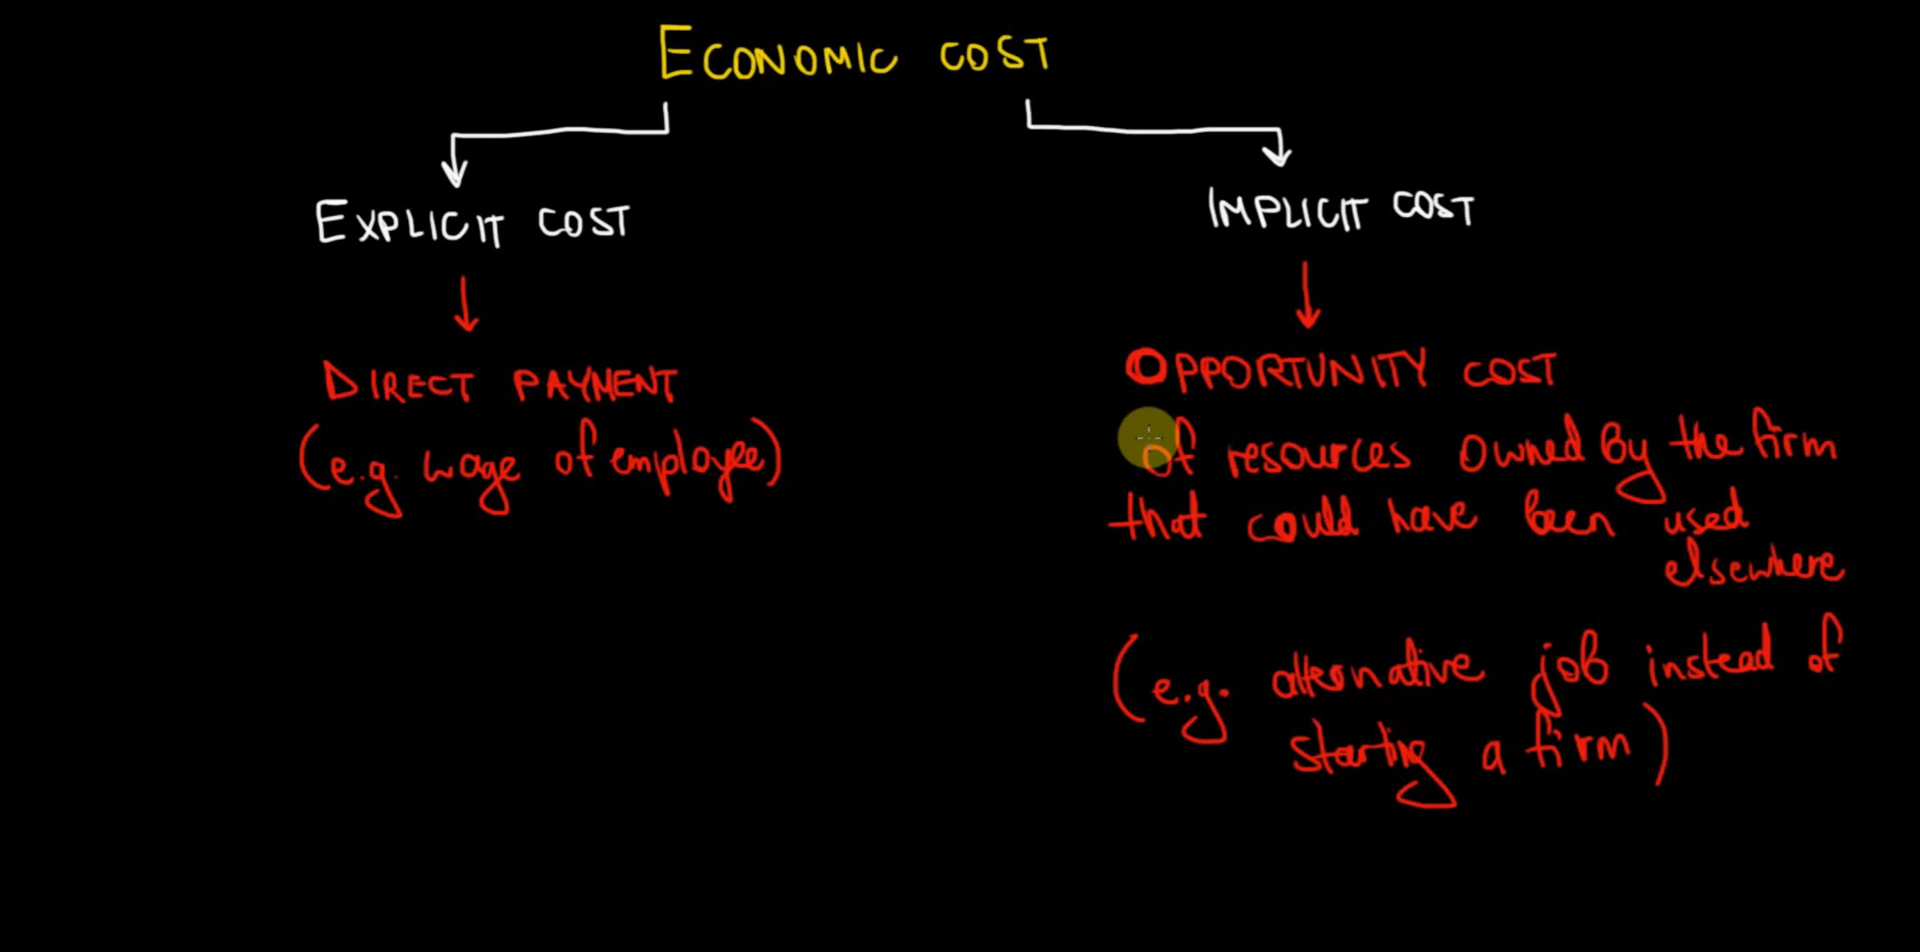 ECONOMIC COST
EXPLICIT COST
DIRECT PAYMENT
(e.g. wage of employee)
IMPLICIT COST
OPPORTUNITY COST
of resources owned by the firm
that could have been used
elsewhere
(e.g. alternative job instead of
starting a firm)